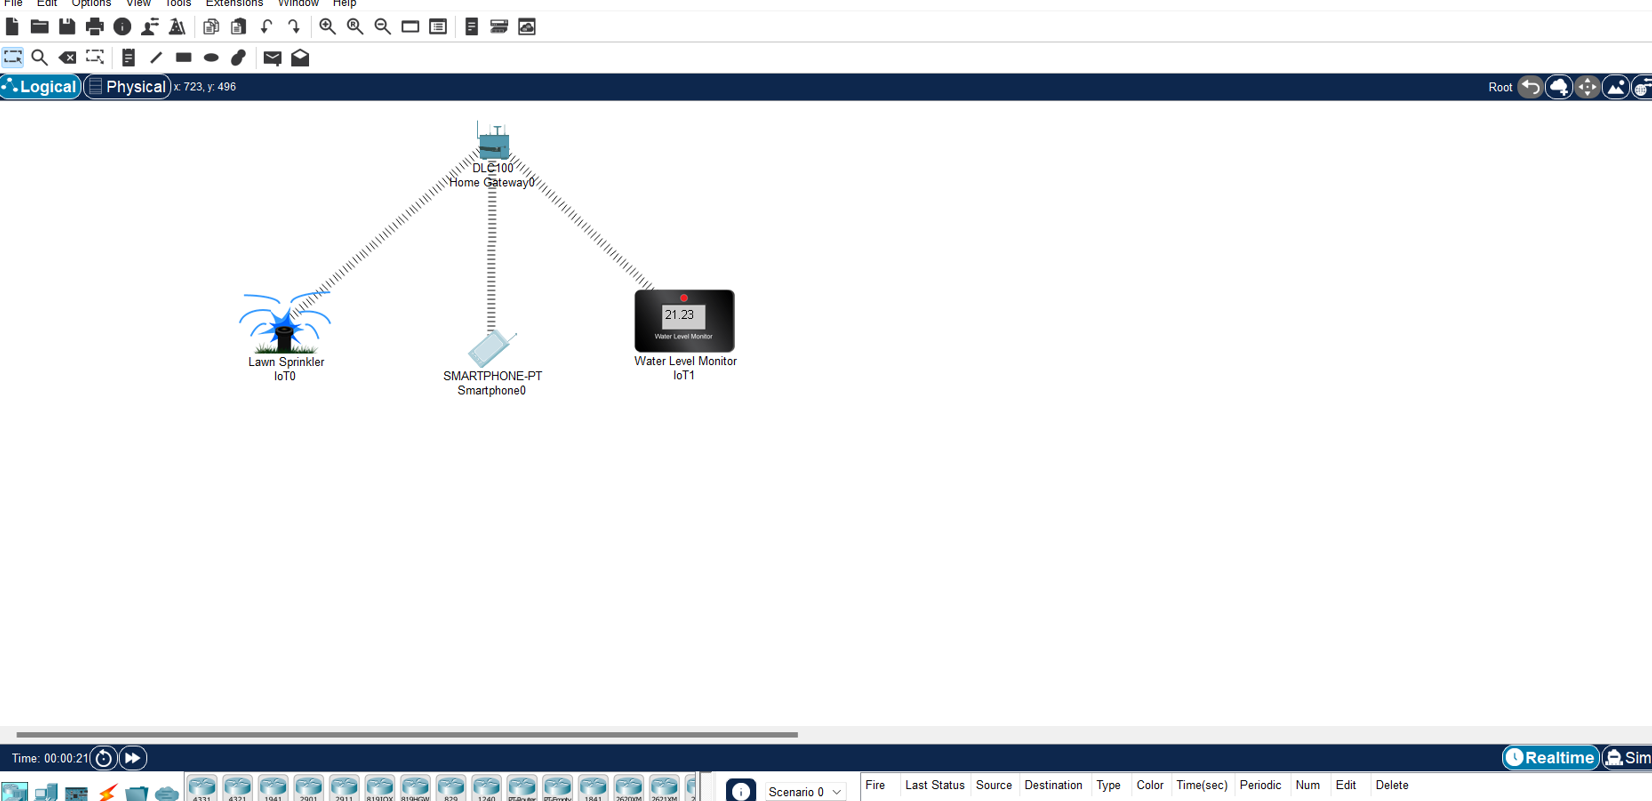 File Edit Options View Tools Extensions Window Help
Logical Physical x: 723, y: 496 Root
DLC100
Home Gateway0
21.23
Water Level Monitor
Lawn Sprinkler
IoT0
SMARTPHONE-PT
Smartphone0
Water Level Monitor
IoT1
Time: 00:00:21 Realtime Sim
4331 4321 1941 2901 2911 819IOX 819HGW 829 1240 PT-Router PT-Empty 1841 2620XM 2621XM 2
Scenario 0
Fire Last Status Source Destination Type Color Time(sec) Periodic Num Edit Delete